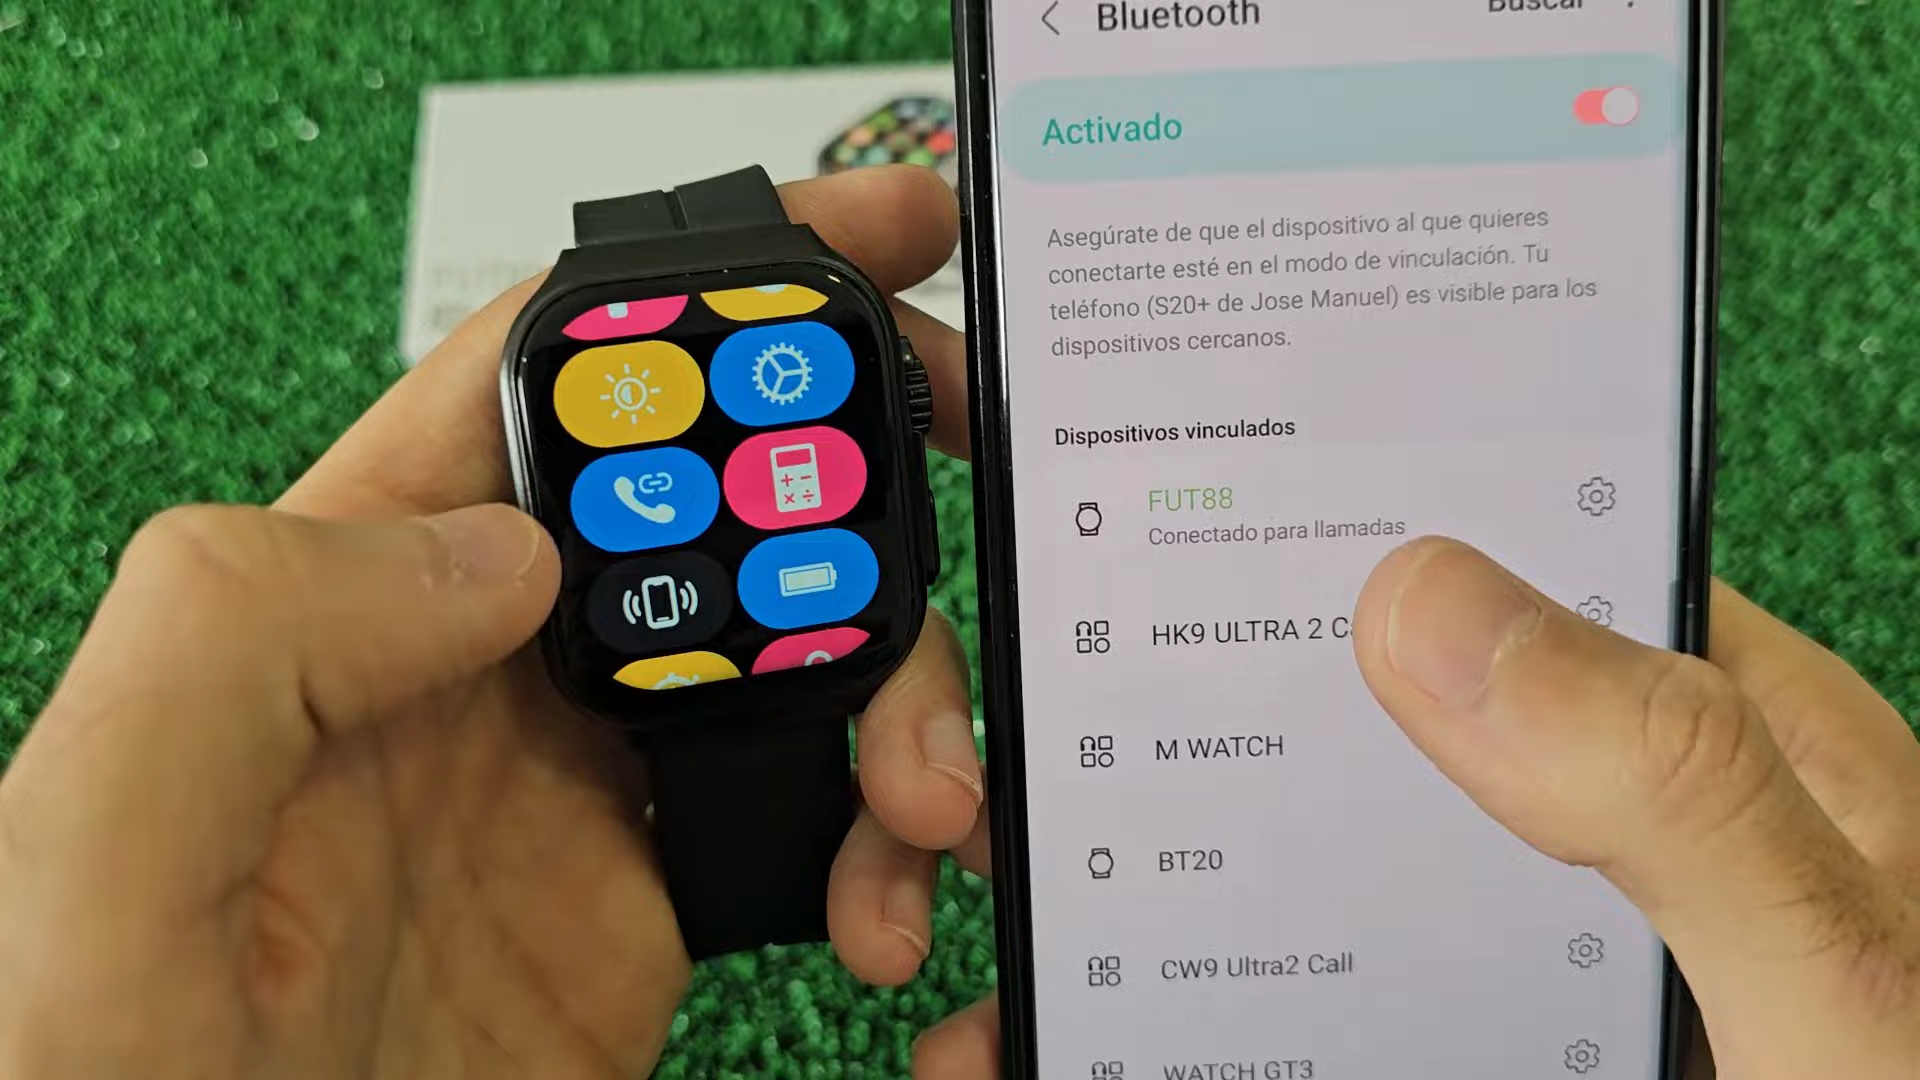 Bluetooth
Buscar
Activado
Asegúrate de que el dispositivo al que quieres
conectarte esté en el modo de vinculación. Tu
teléfono (S20+ de Jose Manuel) es visible para los
dispositivos cercanos.
Dispositivos vinculados
FUT88
Conectado para llamadas
HK9 ULTRA 2
M WATCH
BT20
CW9 Ultra2 Call
WATCH GT3